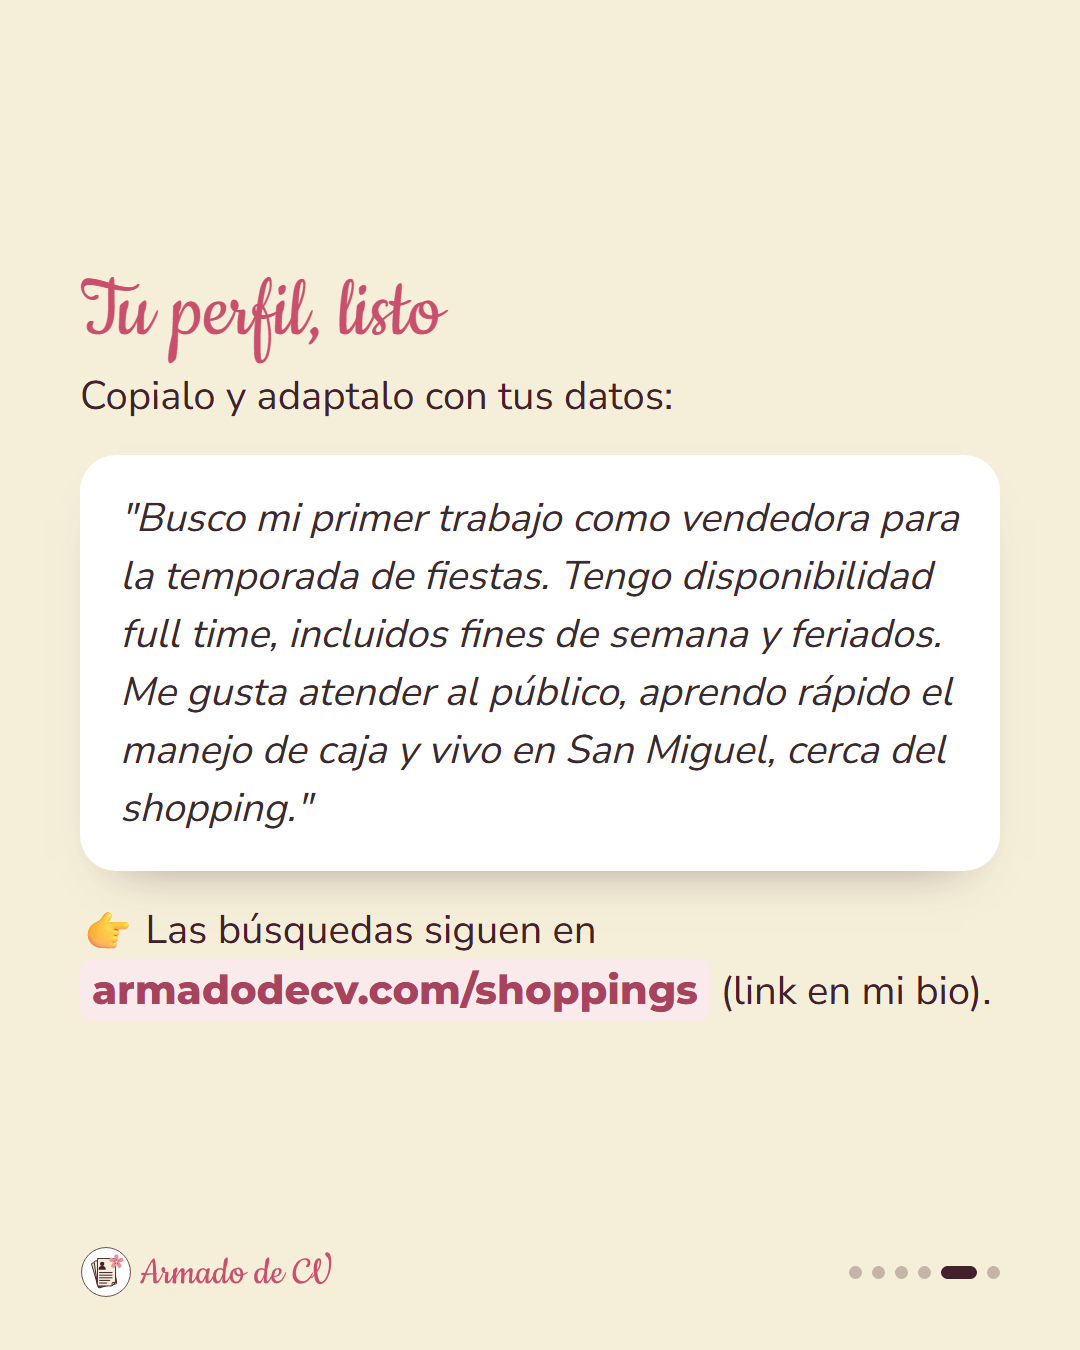 Tu perfil, listo
Copialo y adaptalo con tus datos:
"Busco mi primer trabajo como vendedora para
la temporada de fiestas. Tengo disponibilidad
full time, incluidos fines de semana y feriados.
Me gusta atender al público, aprendo rápido el
manejo de caja y vivo en San Miguel, cerca del
shopping."
👉 Las búsquedas siguen en
armadodecv.com/shoppings (link en mi bio).
Armado de CV